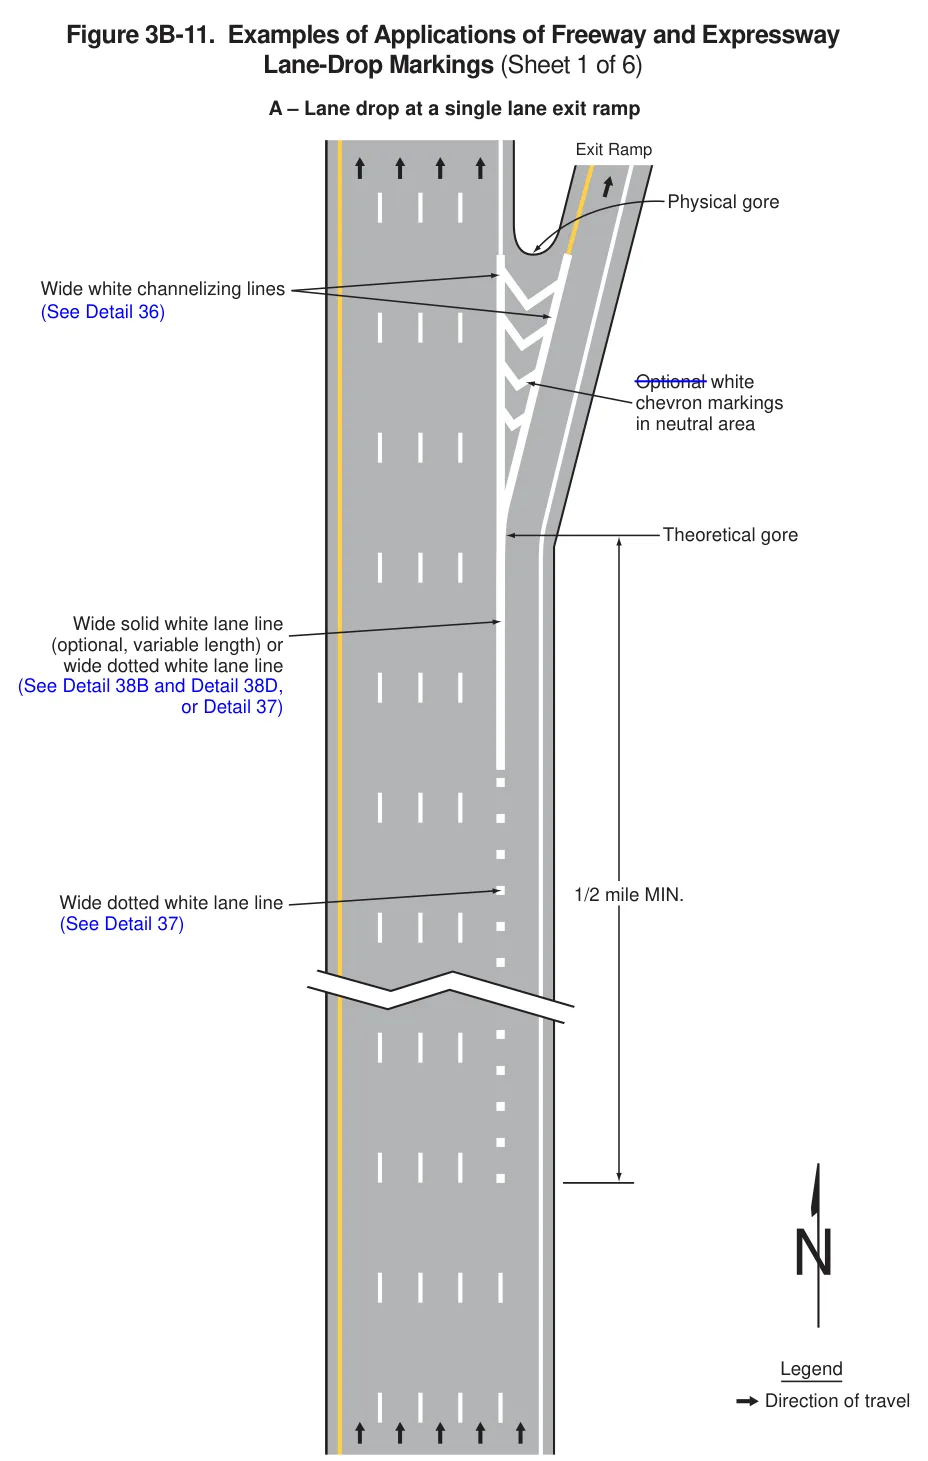 Figure 3B-11.  Examples of Applications of Freeway and Expressway
Lane-Drop Markings (Sheet 1 of 6)
A – Lane drop at a single lane exit ramp
Exit Ramp
Physical gore
Wide white channelizing lines
(See Detail 36)
Optional white
chevron markings
in neutral area
Theoretical gore
Wide solid white lane line
(optional, variable length) or
wide dotted white lane line
(See Detail 38B and Detail 38D,
or Detail 37)
1/2 mile MIN.
Wide dotted white lane line
(See Detail 37)
N
Legend
Direction of travel